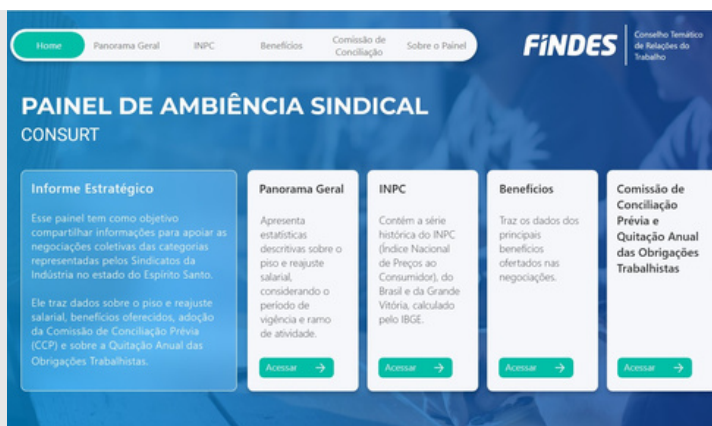 Home
Panorama Geral
INPC
Benefícios
Comissão de
Conciliação
Sobre o Painel
FINDES
Conselho Temático
de Relações do
Trabalho
PAINEL DE AMBIÊNCIA SINDICAL
CONSURT
Informe Estratégico
Esse painel tem como objetivo
compartilhar informações para apoiar as
negociações coletivas das categorias
representadas pelos Sindicatos da
Indústria no estado do Espírito Santo.
Ele traz dados sobre o piso e reajuste
salarial, benefícios oferecidos, adoção
da Comissão de Conciliação Prévia
(CCP) e sobre a Quitação Anual das
Obrigações Trabalhistas.
Panorama Geral
Apresenta
estatísticas
descritivas sobre o
piso e reajuste
salarial,
considerando o
período de
vigência e ramo
de atividade.
Acessar →
INPC
Contém a série
histórica do INPC
(Índice Nacional
de Preços ao
Consumidor), do
Brasil e da Grande
Vitória, calculado
pelo IBGE.
Acessar →
Benefícios
Traz os dados dos
principais
benefícios
ofertados nas
negociações.
Acessar →
Comissão de
Conciliação
Prévia e
Quitação Anual
das Obrigações
Trabalhistas
Acessar →